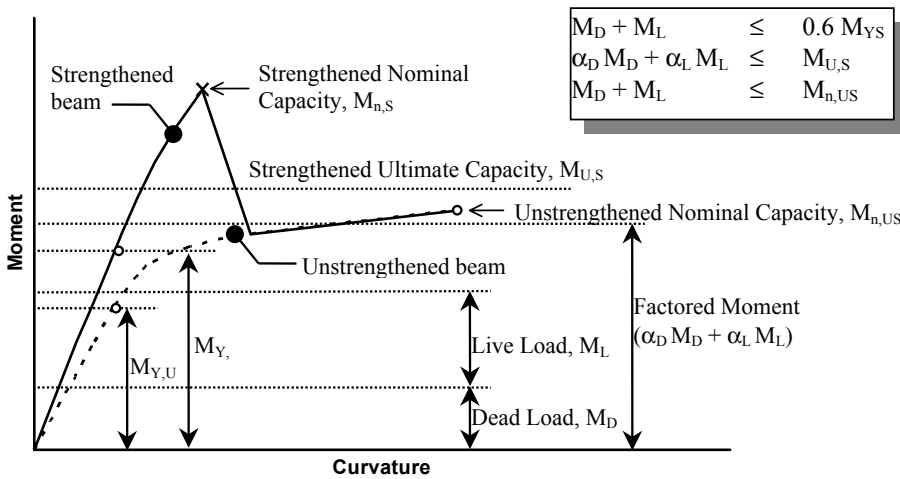 M_D + M_L ≤ 0.6 M_YS
α_D M_D + α_L M_L ≤ M_U,S
M_D + M_L ≤ M_n,US
Strengthened
beam
Strengthened Nominal
Capacity, M_n,S
Strengthened Ultimate Capacity, M_U,S
Unstrengthened Nominal Capacity, M_n,US
Unstrengthened beam
Moment
Factored Moment
(α_D M_D + α_L M_L)
Live Load, M_L
M_Y,
M_Y,U
Dead Load, M_D
Curvature